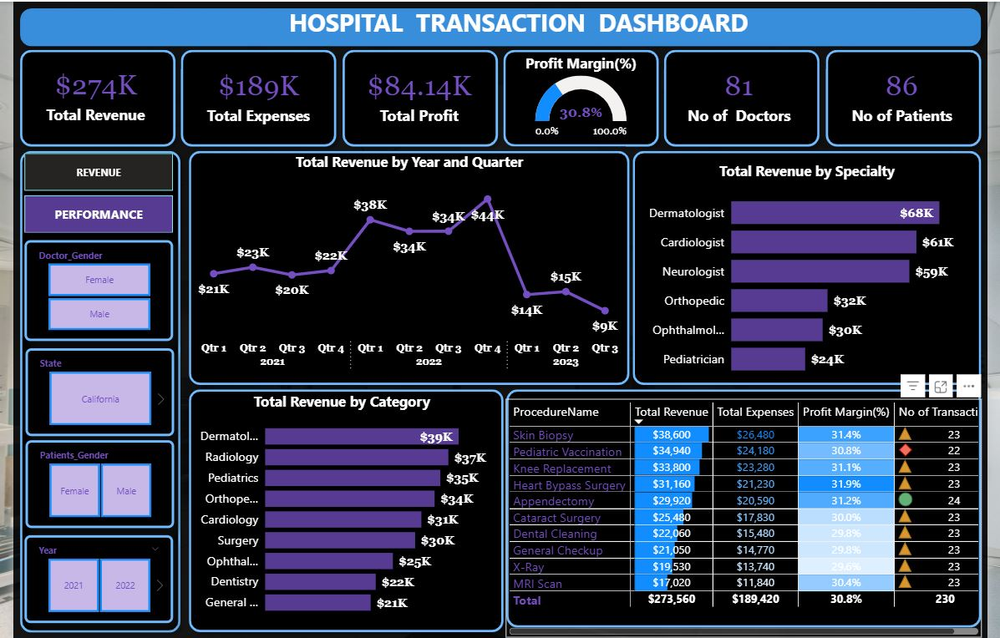 HOSPITAL TRANSACTION DASHBOARD
$274K
Total Revenue
$189K
Total Expenses
$84.14K
Total Profit
Profit Margin(%)
30.8%
0.0% 100.0%
81
No of Doctors
86
No of Patients
REVENUE
PERFORMANCE
Doctor_Gender
Female
Male
State
California
Patients_Gender
Female Male
Year
2021 2022
Total Revenue by Year and Quarter
$21K $23K $20K $22K $38K $34K $34K $44K $14K $15K $9K
Qtr 1 Qtr 2 Qtr 3 Qtr 4 Qtr 1 Qtr 2 Qtr 3 Qtr 4 Qtr 1 Qtr 2 Qtr 3
2021 2022 2023
Total Revenue by Specialty
Dermatologist $68K
Cardiologist $61K
Neurologist $59K
Orthopedic $32K
Ophthalmol... $30K
Pediatrician $24K
Total Revenue by Category
Dermatol... $39K
Radiology $37K
Pediatrics $35K
Orthope... $34K
Cardiology $31K
Surgery $30K
Ophthal... $25K
Dentistry $22K
General ... $21K
ProcedureName Total Revenue Total Expenses Profit Margin(%) No of Transacti
Skin Biopsy $38,600 $26,480 31.4% 23
Pediatric Vaccination $34,940 $24,180 30.8% 22
Knee Replacement $33,800 $23,280 31.1% 23
Heart Bypass Surgery $31,160 $21,230 31.9% 23
Appendectomy $29,920 $20,590 31.2% 24
Cataract Surgery $25,480 $17,830 30.0% 23
Dental Cleaning $22,060 $15,480 29.8% 23
General Checkup $21,050 $14,770 29.8% 23
X-Ray $19,530 $13,740 29.6% 23
MRI Scan $17,020 $11,840 30.4% 23
Total $273,560 $189,420 30.8% 230